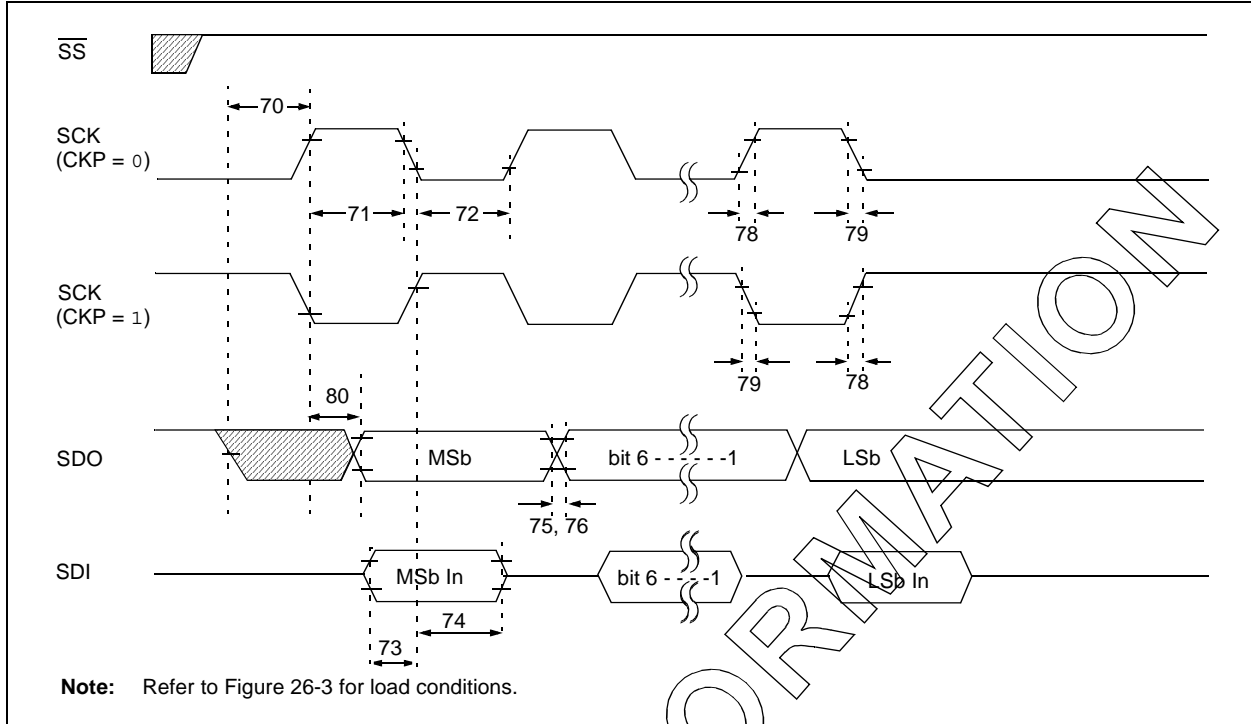 SS
70
SCK
(CKP = 0)
71
72
78
79
SCK
(CKP = 1)
79
78
80
SDO
MSb
bit 6 - - - - - -1
LSb
75, 76
SDI
MSb In
bit 6 - - - - -1
LSb In
74
73
Note: Refer to Figure 26-3 for load conditions.
ORMATION